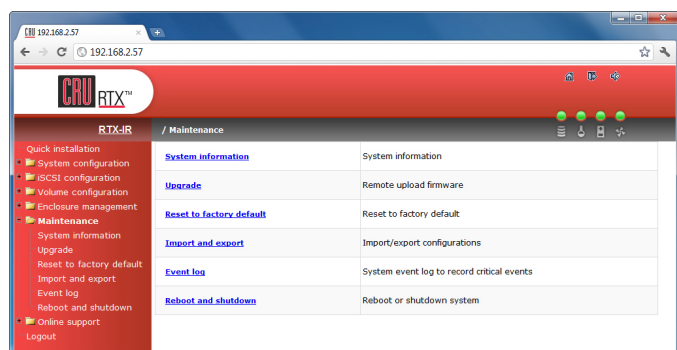 192.168.2.57
192.168.2.57
CRU RTX™
RTX-IR
/ Maintenance
Quick installation
System configuration
iSCSI configuration
Volume configuration
Enclosure management
Maintenance
System information
Upgrade
Reset to factory default
Import and export
Event log
Reboot and shutdown
Online support
Logout
System information System information
Upgrade Remote upload firmware
Reset to factory default Reset to factory default
Import and export Import/export configurations
Event log System event log to record critical events
Reboot and shutdown Reboot or shutdown system